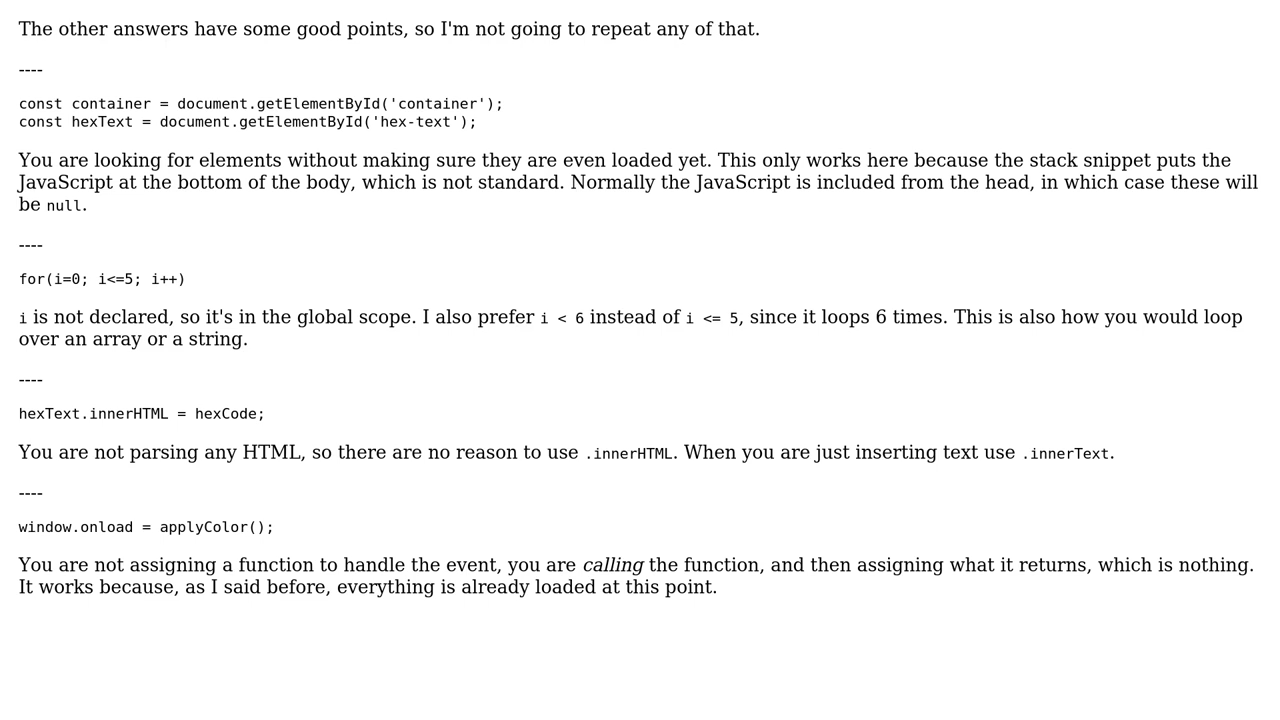 The other answers have some good points, so I'm not going to repeat any of that.
----
const container = document.getElementById('container');
const hexText = document.getElementById('hex-text');
You are looking for elements without making sure they are even loaded yet. This only works here because the stack snippet puts the
JavaScript at the bottom of the body, which is not standard. Normally the JavaScript is included from the head, in which case these will
be null.
----
for(i=0; i<=5; i++)
i is not declared, so it's in the global scope. I also prefer i < 6 instead of i <= 5, since it loops 6 times. This is also how you would loop
over an array or a string.
----
hexText.innerHTML = hexCode;
You are not parsing any HTML, so there are no reason to use .innerHTML. When you are just inserting text use .innerText.
----
window.onload = applyColor();
You are not assigning a function to handle the event, you are calling the function, and then assigning what it returns, which is nothing.
It works because, as I said before, everything is already loaded at this point.